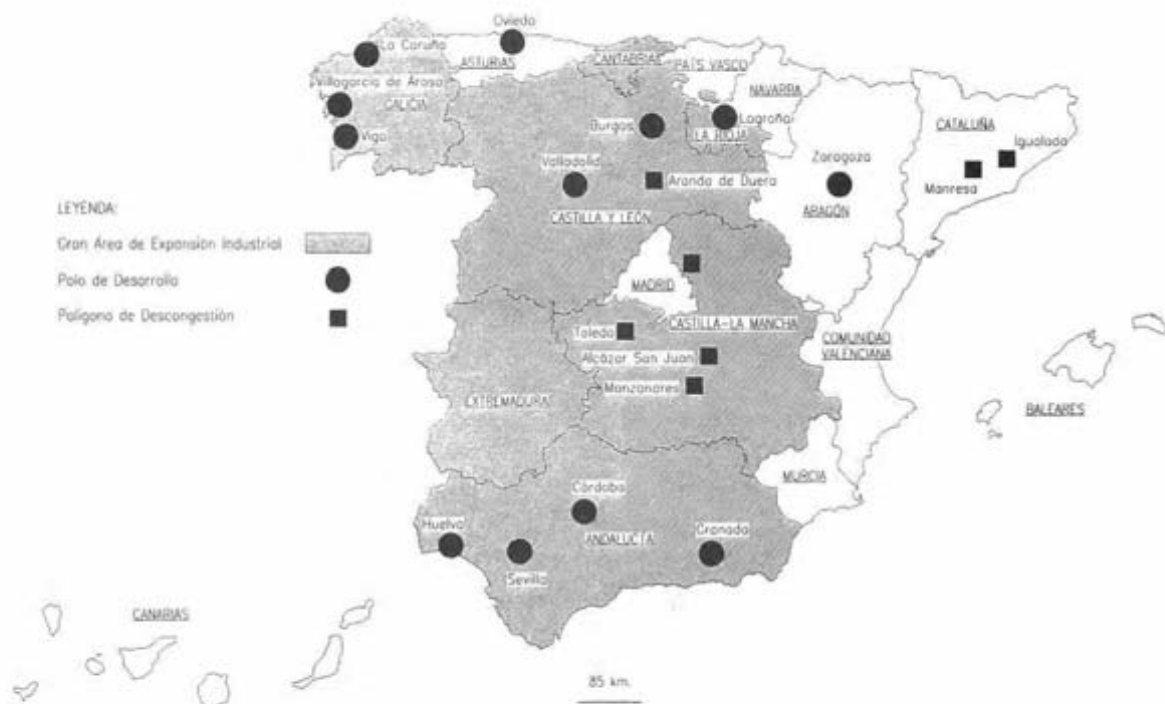 Oviedo
La Coruña
ASTURIAS
CANTABRIAS
PAÍS VASCO
Villagarcía de Arosa
NAVARRA
GALICIA
Burgos
Logroño
LA RIOJA
CATALUÑA
Vigo
Igualada
Valladolid
Zaragoza
Aranda de Duero
Manresa
LEYENDA:
CASTILLA Y LEÓN
ARAGÓN
Gran Área de Expansión Industrial
Polo de Desarrollo
MADRID
Polígono de Descongestión
CASTILLA-LA MANCHA
Toledo
COMUNIDAD
VALENCIANA
Alcázar San Juan
Manzanares
EXTREMADURA
BALEARES
MURCIA
Córdoba
Huelva
Granada
ANDALUCÍA
Sevilla
CANARIAS
85 km.